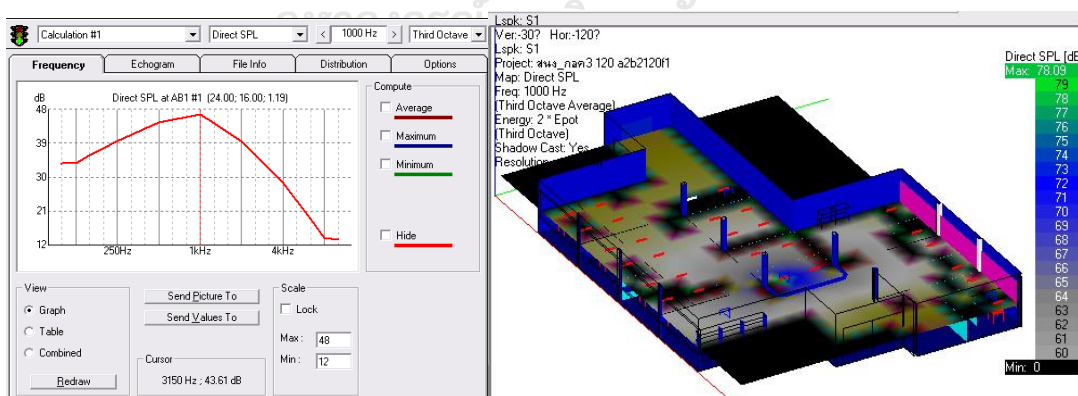 Calculation #1
Direct SPL
< 1000 Hz >
Third Octave
Frequency
Echogram
File Info
Distribution
Options
dB
Direct SPL at AB1 #1 (24.00; 16.00; 1.19)
48
39
30
21
12
250Hz 1kHz 4kHz
Compute
Average
Maximum
Minimum
Hide
View
Graph
Table
Combined
Redraw
Send Picture To
Send Values To
Cursor
3150 Hz ; 43.61 dB
Scale
Lock
Max : 48
Min : 12
Lspk: S1
Ver:-30? Hor:-120?
Lspk: S1
120 a2b2120f1
Map: Direct SPL
Freq: 1000 Hz
(Third Octave Average)
Energy: 2 * Epot
(Third Octave)
Shadow Cast: Yes
Resolution
Direct SPL [dB
Max: 78.09
79
78
77
76
75
74
73
72
71
70
69
68
67
66
65
64
63
62
61
60
Min: 0